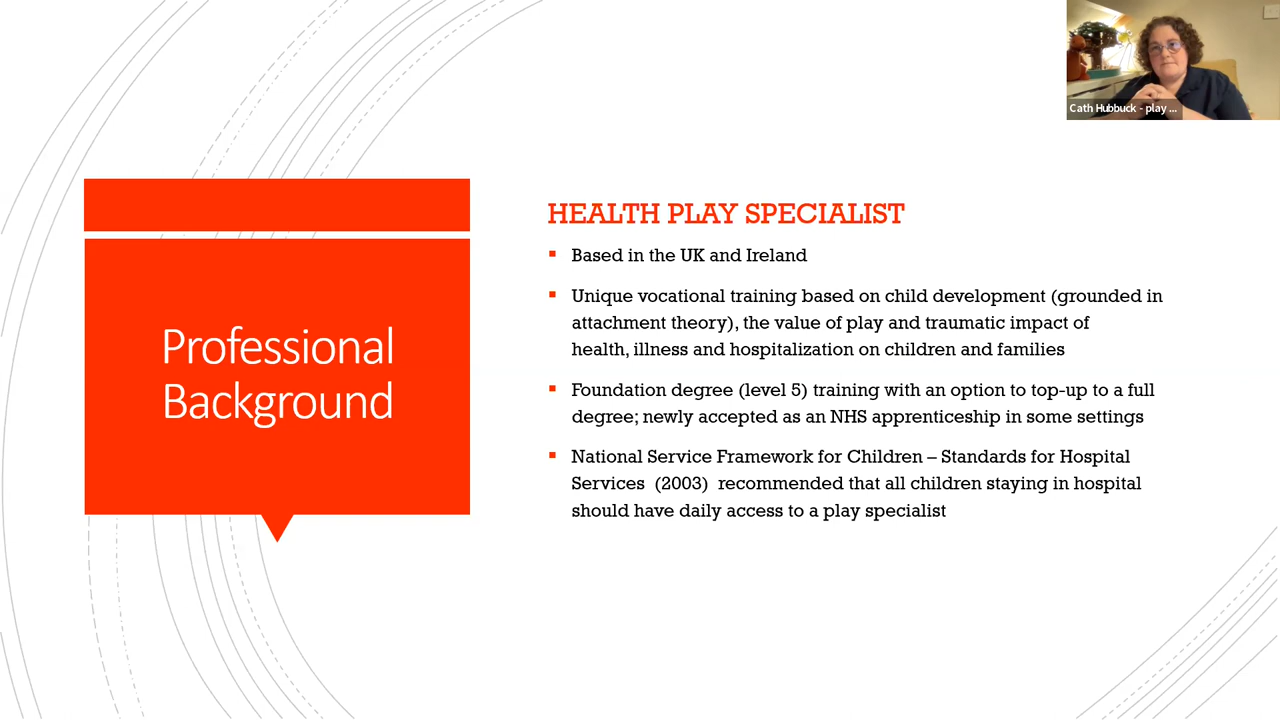 Cath Hubbuck - play ...
Professional
Background
HEALTH PLAY SPECIALIST
▪ Based in the UK and Ireland
▪ Unique vocational training based on child development (grounded in
attachment theory), the value of play and traumatic impact of
health, illness and hospitalization on children and families
▪ Foundation degree (level 5) training with an option to top-up to a full
degree; newly accepted as an NHS apprenticeship in some settings
▪ National Service Framework for Children – Standards for Hospital
Services (2003) recommended that all children staying in hospital
should have daily access to a play specialist